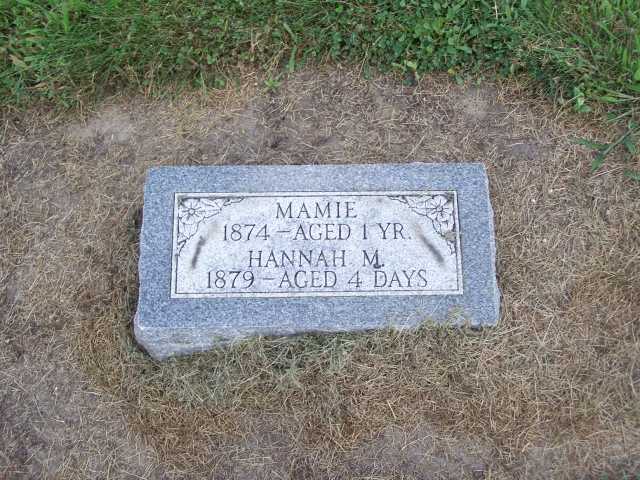 MAMIE
1874 - AGED 1 YR.
HANNAH M.
1879 - AGED 4 DAYS